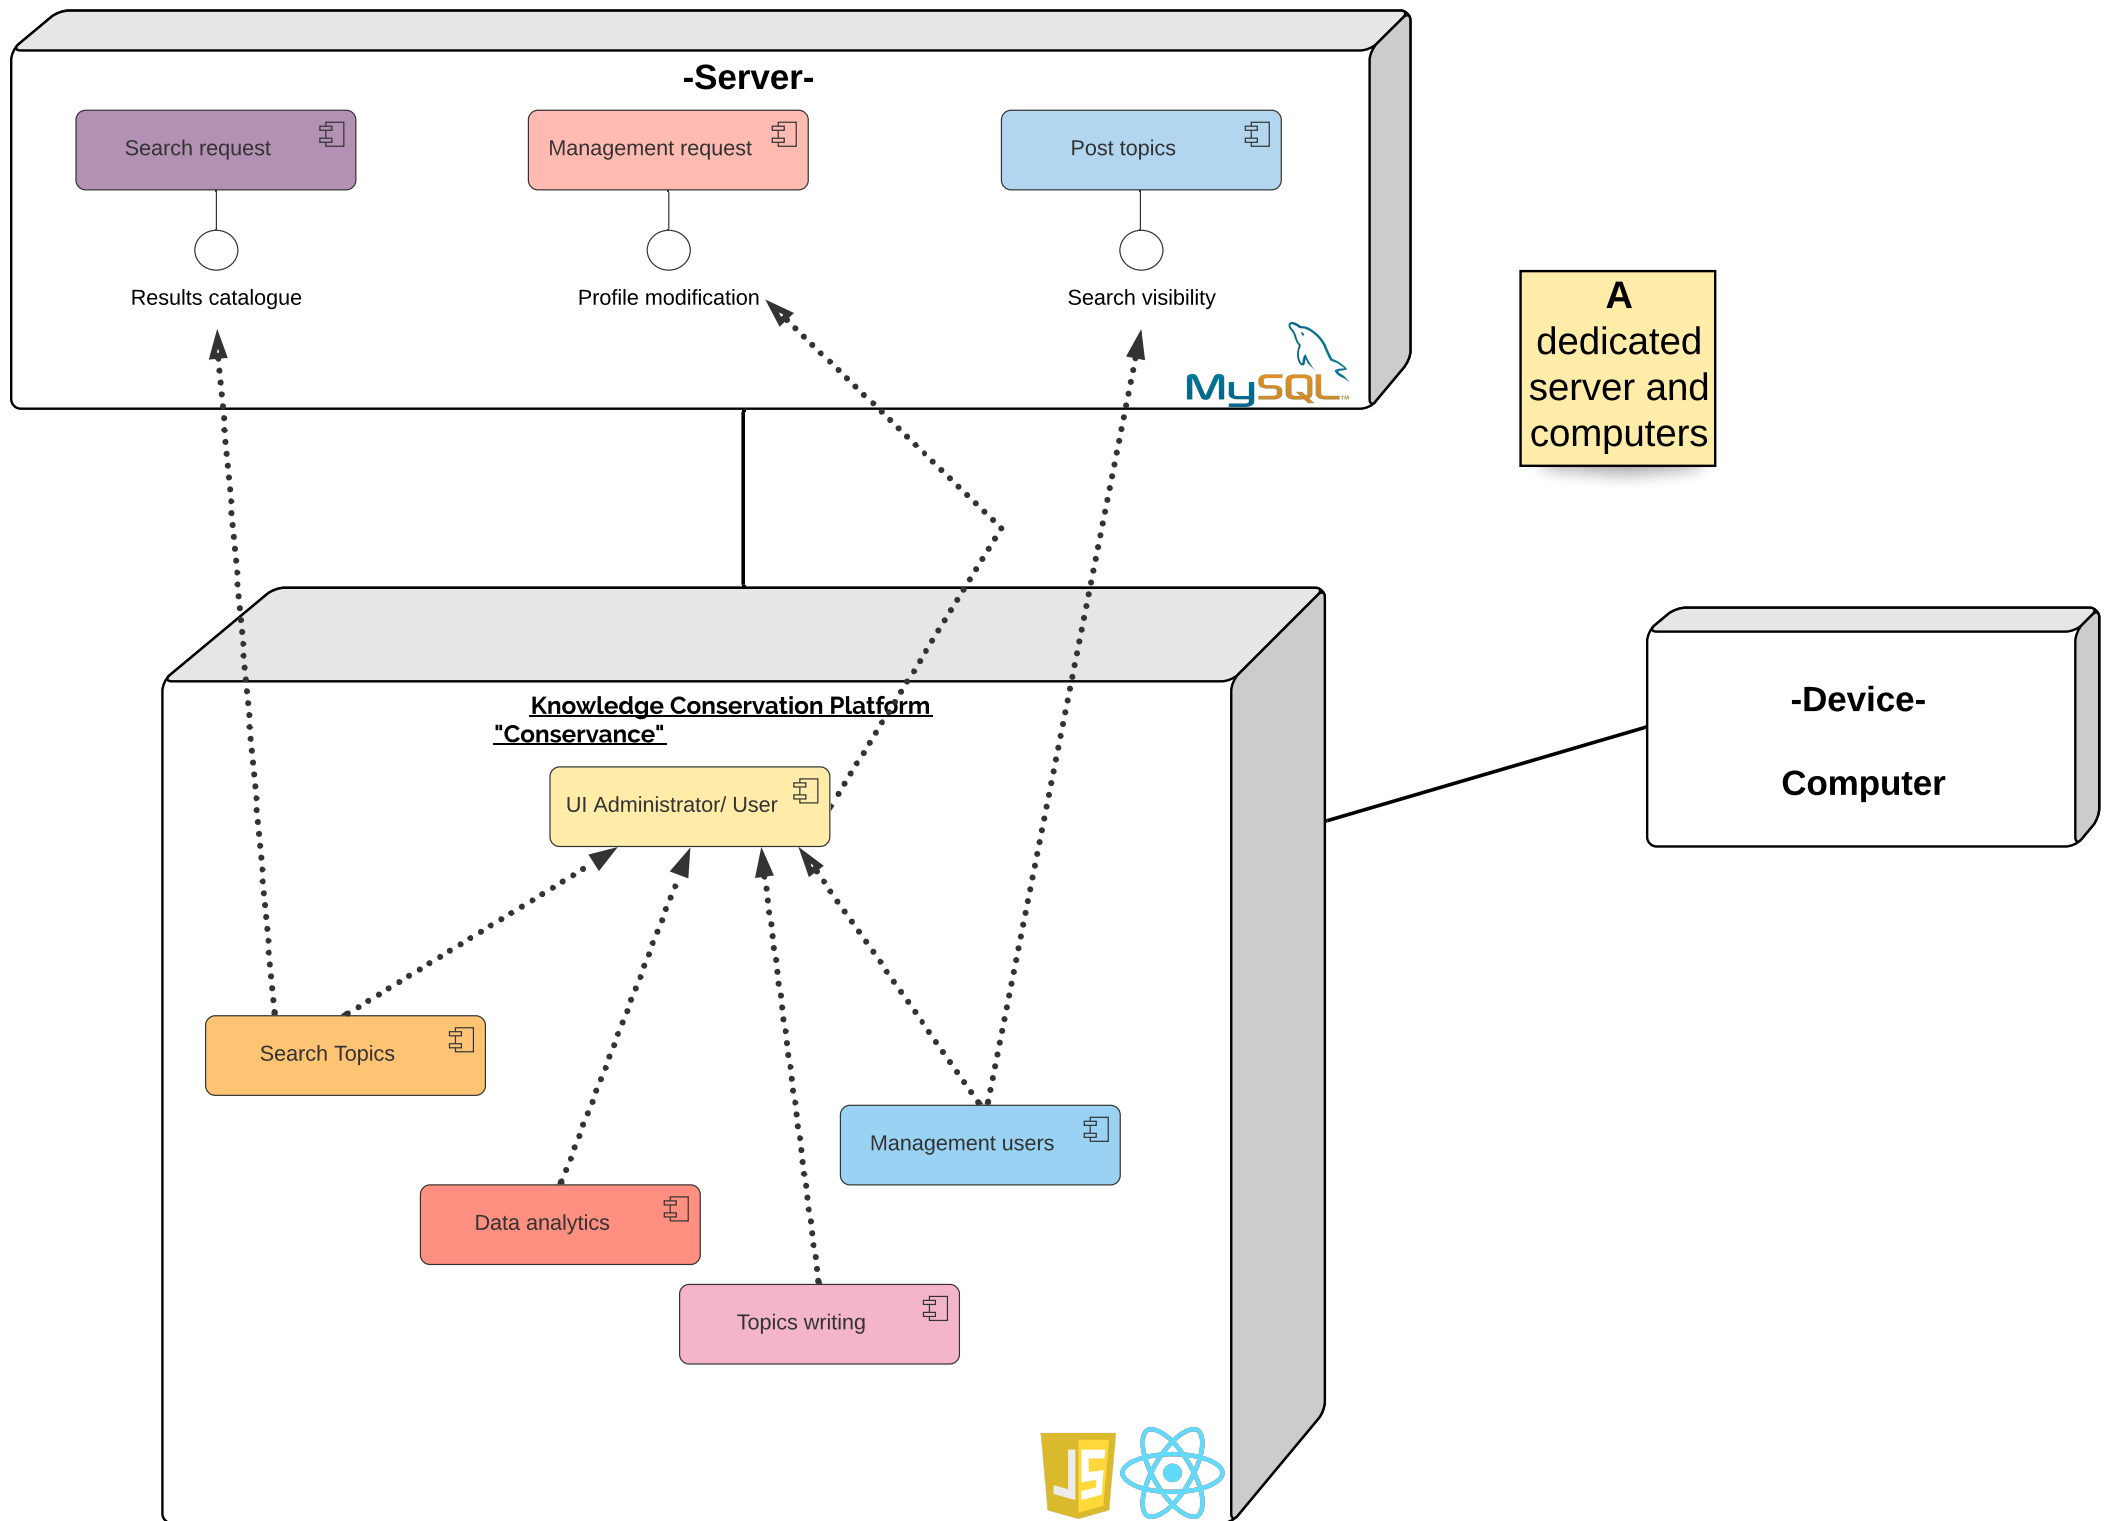 -Server-
Search request
Management request
Post topics
Results catalogue
Profile modification
Search visibility
MySQL™
A
dedicated
server and
computers
Knowledge Conservation Platform
"Conservance"
-Device-
Computer
UI Administrator/ User
Search Topics
Management users
Data analytics
Topics writing
JS